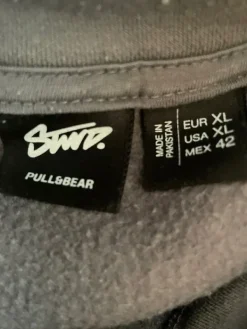 STWD.
PULL&BEAR
MADE IN
PAKISTAN
EUR XL
USA XL
MEX 42